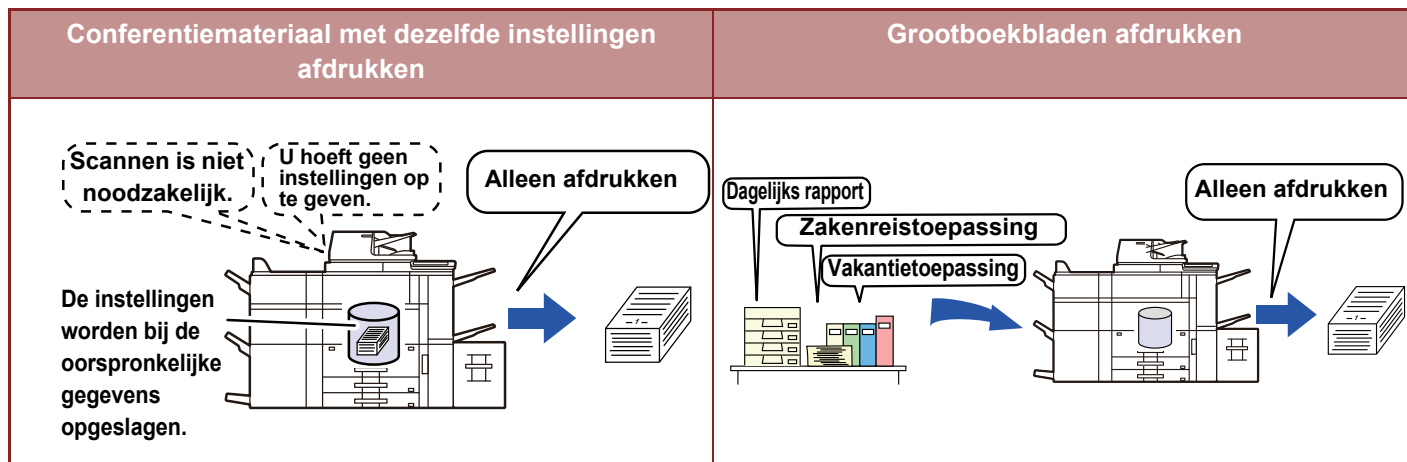 Conferentiemateriaal met dezelfde instellingen
afdrukken
Scannen is niet
noodzakelijk.
U hoeft geen
instellingen op
te geven.
Alleen afdrukken
De instellingen
worden bij de
oorspronkelijke
gegevens
opgeslagen.
Grootboekbladen afdrukken
Dagelijks rapport
Zakenreistoepassing
Vakantietoepassing
Alleen afdrukken